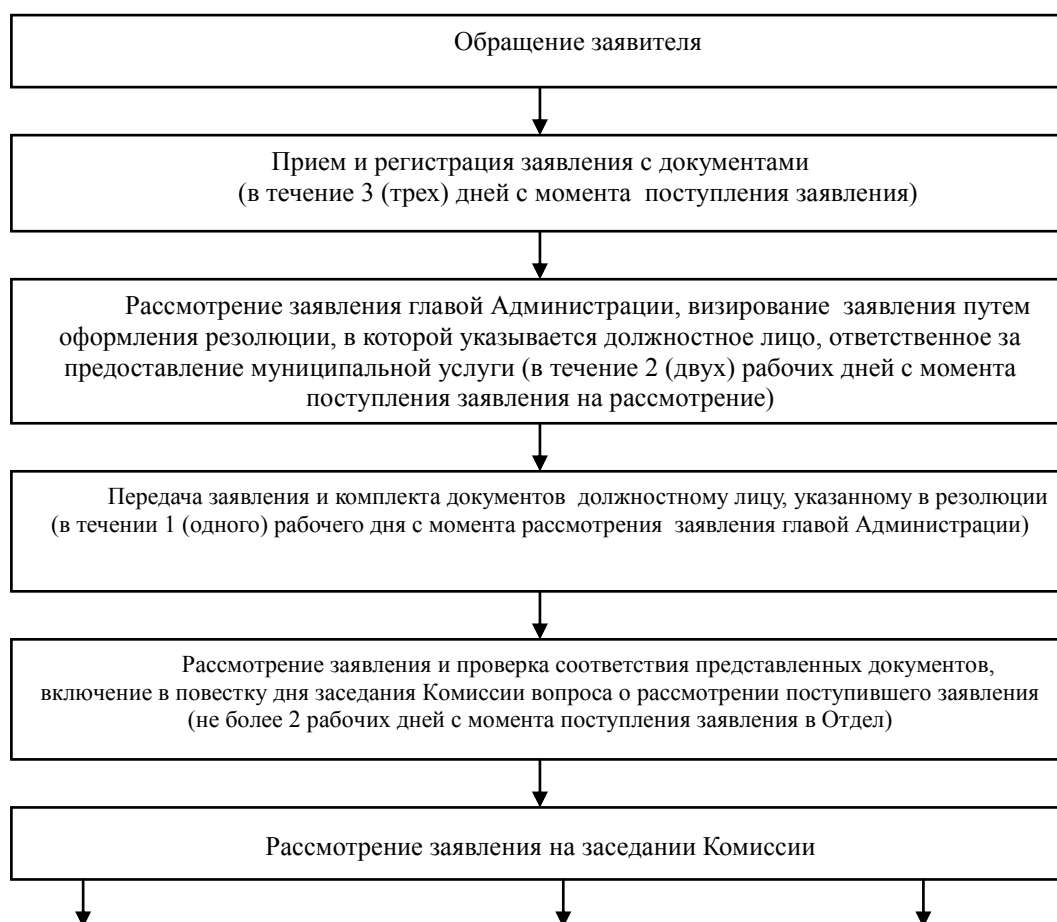 Обращение заявителя
Прием и регистрация заявления с документами
(в течение 3 (трех) дней с момента поступления заявления)
Рассмотрение заявления главой Администрации, визирование заявления путем
оформления резолюции, в которой указывается должностное лицо, ответственное за
предоставление муниципальной услуги (в течение 2 (двух) рабочих дней с момента
поступления заявления на рассмотрение)
Передача заявления и комплекта документов должностному лицу, указанному в резолюции
(в течении 1 (одного) рабочего дня с момента рассмотрения заявления главой Администрации)
Рассмотрение заявления и проверка соответствия представленных документов,
включение в повестку дня заседания Комиссии вопроса о рассмотрении поступившего заявления
(не более 2 рабочих дней с момента поступления заявления в Отдел)
Рассмотрение заявления на заседании Комиссии